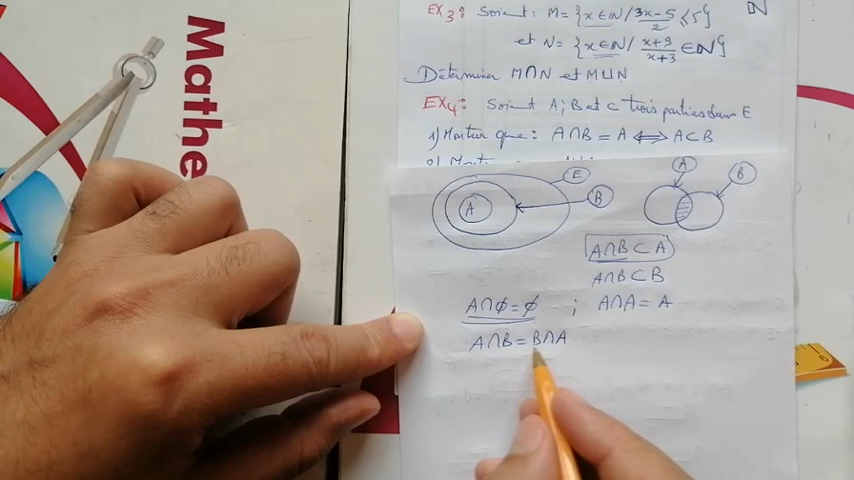 Mathe
EX3: Soient: M={x∈ℕ/ (3x-5)/2 ≤5} ℕ
et N={x∈ℕ/ (x+9)/(x+3) ∈ℕ}
Déterminer M∩N et M∪N
EX4: Soient A; B et C trois parties dans E
1) Montrer que: A∩B=A ⟺ A⊂B
E
A
B
A
B
A∩B⊂A
A∩B⊂B
A∩∅=∅ ; A∩A=A
A∩B=B∩A